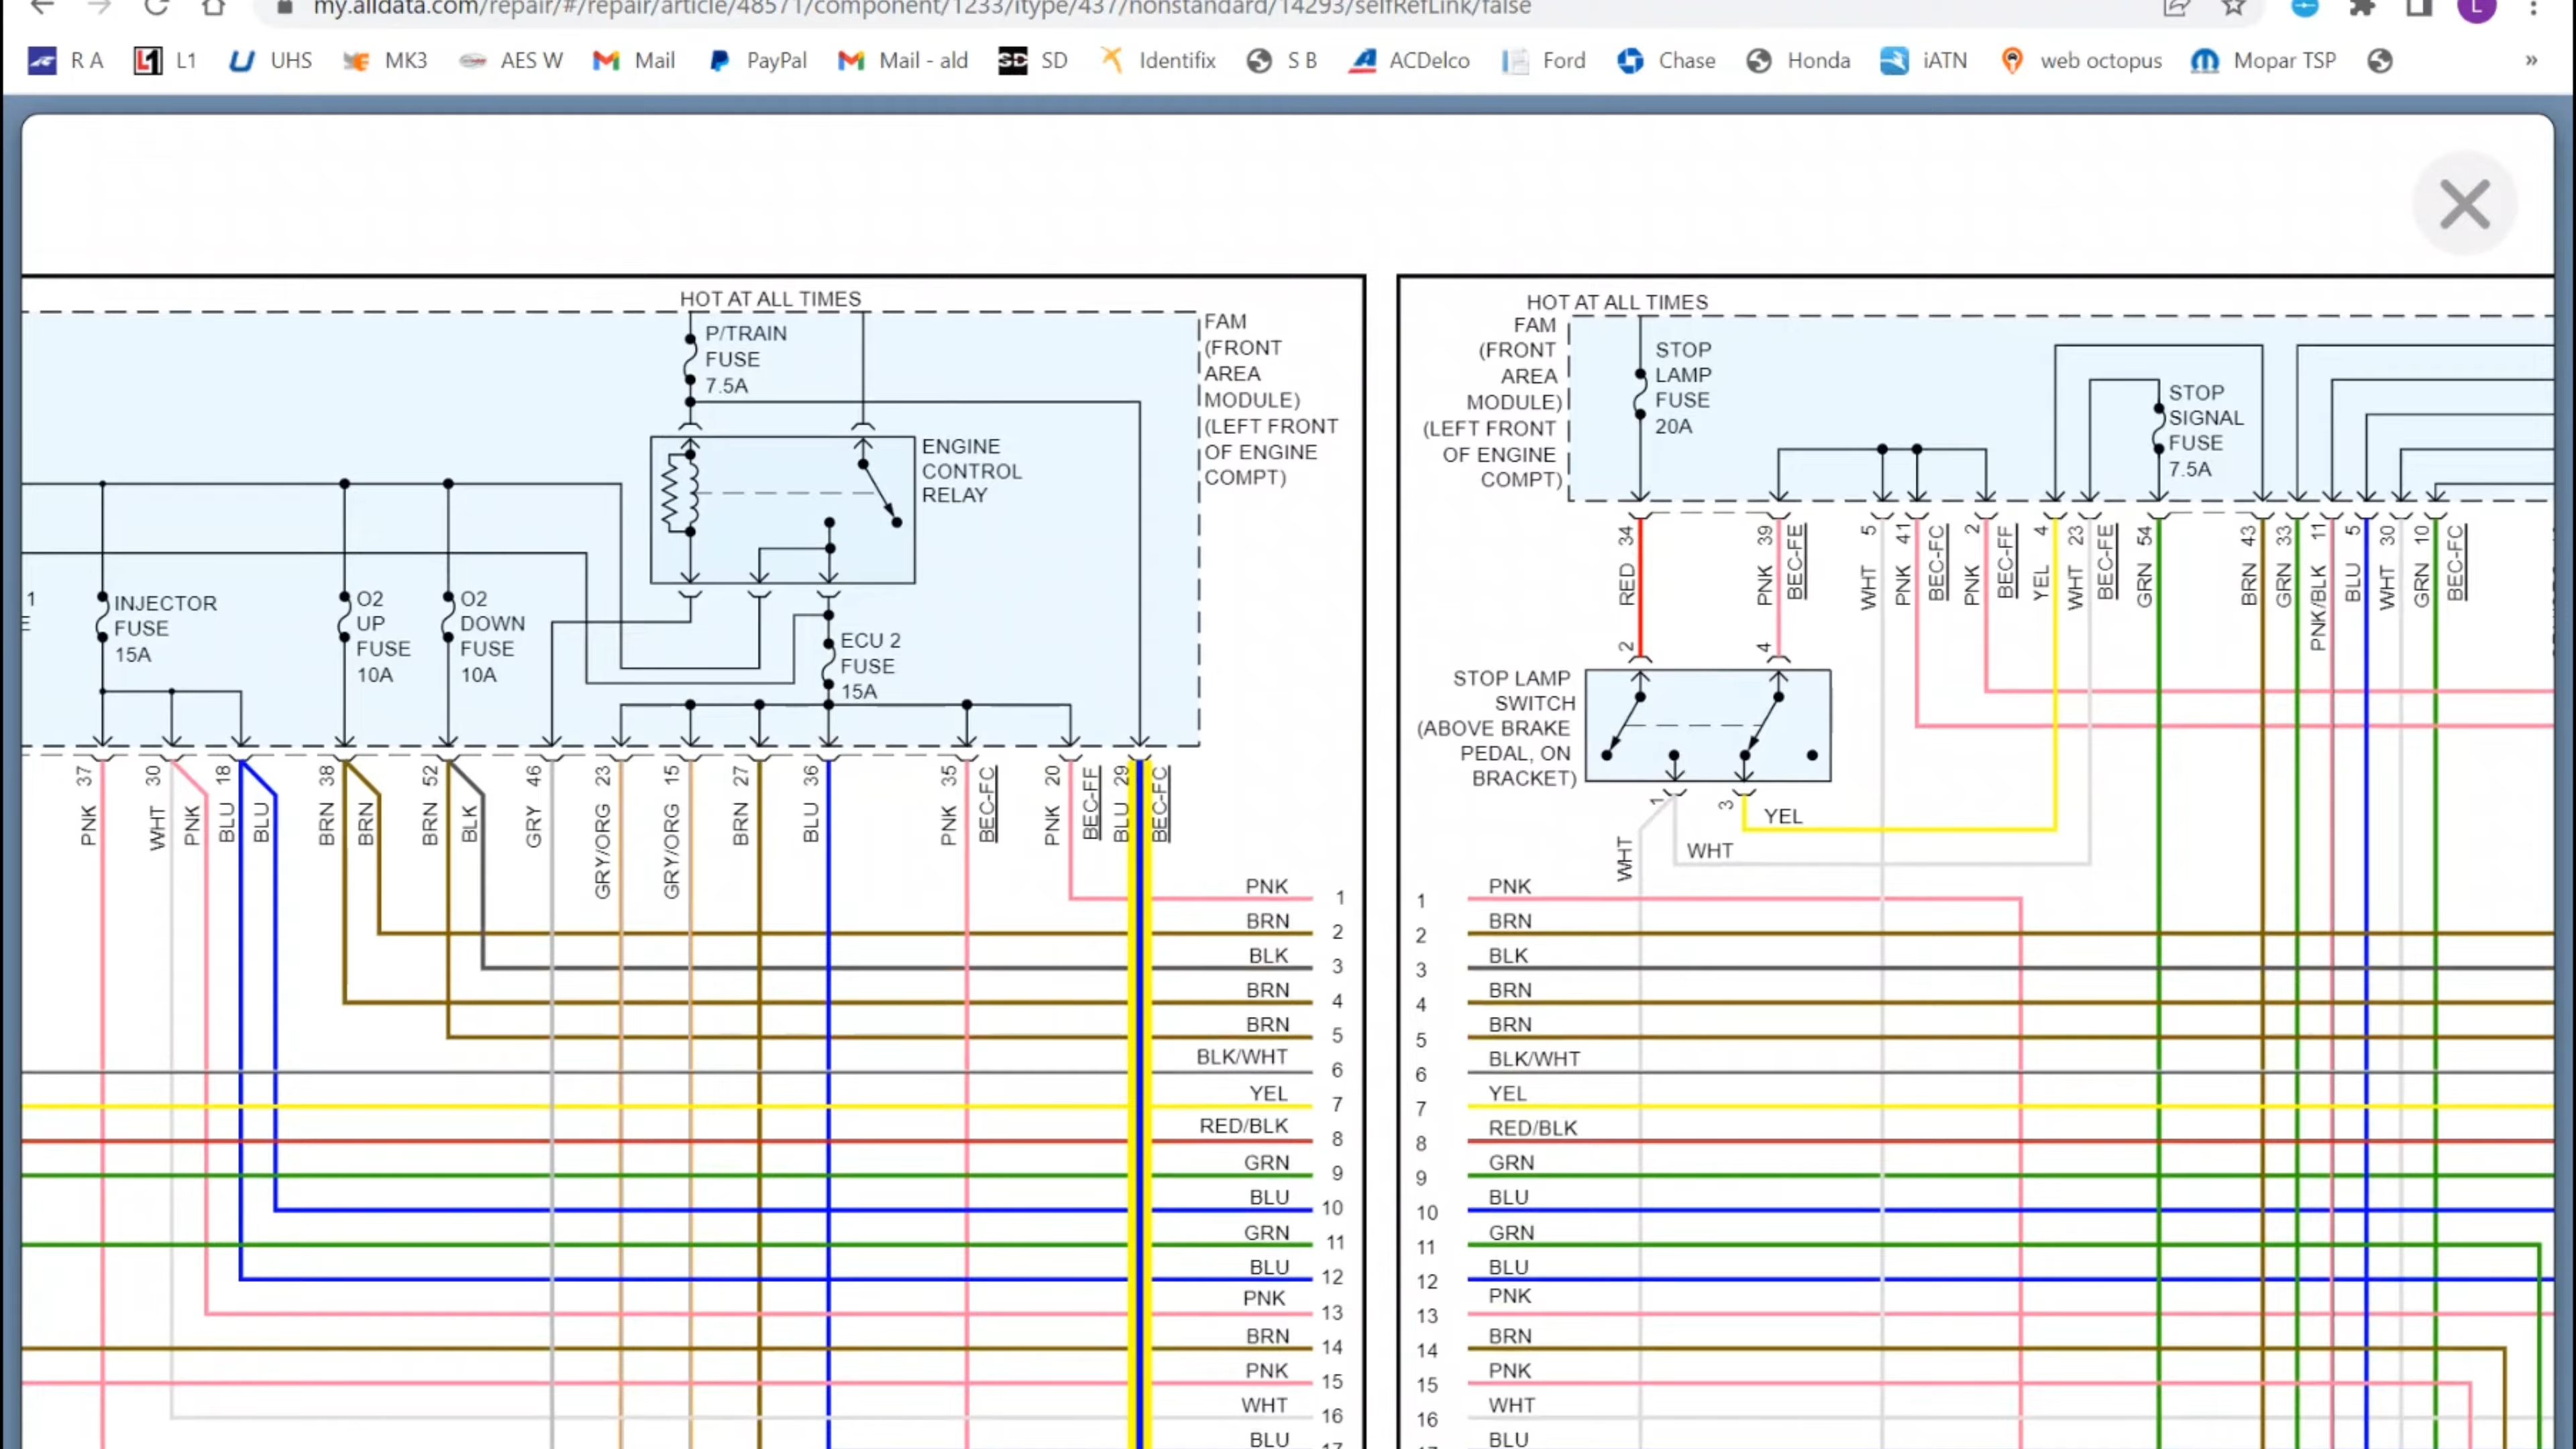 my.alldata.com/repair/#/repair/article/48571/component/1233/itype/437/nonstandard/14293/selfRefLink/false
L
R A L1 UHS MK3 AES W Mail PayPal Mail - ald SD Identifix S B ACDelco Ford Chase Honda iATN web octopus Mopar TSP »
HOT AT ALL TIMES
P/TRAIN
FUSE
7.5A
FAM
(FRONT
AREA
MODULE)
(LEFT FRONT
OF ENGINE
COMPT)
ENGINE
CONTROL
RELAY
1
E
INJECTOR
FUSE
15A
O2
UP
FUSE
10A
O2
DOWN
FUSE
10A
ECU 2
FUSE
15A
37 PNK
30 WHT
PNK
18 BLU
BLU
38 BRN
BRN
52 BRN
BLK
46 GRY
23 GRY/ORG
15 GRY/ORG
27 BRN
36 BLU
35 PNK
BEC-FC
20 PNK
BEC-FF
29 BLU
BEC-FC
PNK 1
BRN 2
BLK 3
BRN 4
BRN 5
BLK/WHT 6
YEL 7
RED/BLK 8
GRN 9
BLU 10
GRN 11
BLU 12
PNK 13
BRN 14
PNK 15
WHT 16
BLU 17
HOT AT ALL TIMES
FAM
(FRONT
AREA
MODULE)
(LEFT FRONT
OF ENGINE
COMPT)
STOP
LAMP
FUSE
20A
STOP
SIGNAL
FUSE
7.5A
34 RED 2
39 PNK 4
BEC-FE
5 WHT
41 PNK
BEC-FC
2 PNK
BEC-FF
4 YEL
23 WHT
BEC-FE
54 GRN
43 BRN
33 GRN
11 PNK/BLK
5 BLU
30 WHT
10 GRN
BEC-FC
STOP LAMP
SWITCH
(ABOVE BRAKE
PEDAL, ON
BRACKET)
1
3
YEL
WHT
WHT
1 PNK
2 BRN
3 BLK
4 BRN
5 BRN
6 BLK/WHT
7 YEL
8 RED/BLK
9 GRN
10 BLU
11 GRN
12 BLU
13 PNK
14 BRN
15 PNK
16 WHT
17 BLU